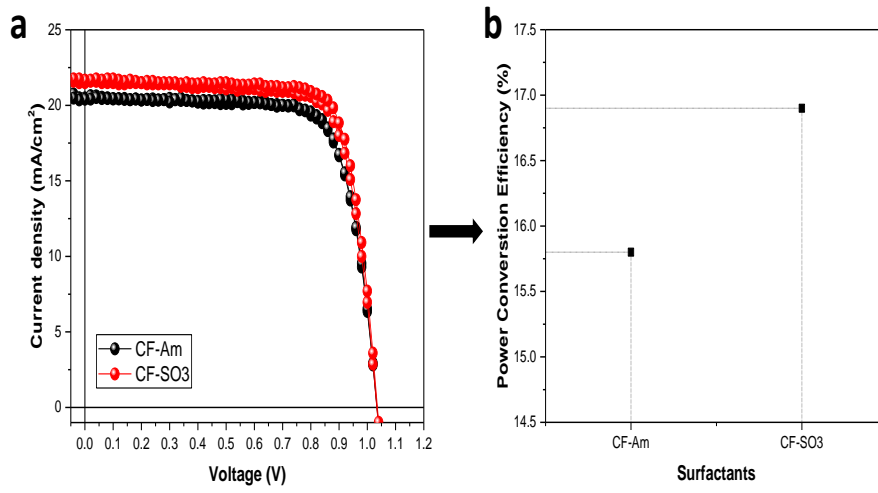 a
Current density (mA/cm²)
25
20
15
10
5
0
0.0 0.1 0.2 0.3 0.4 0.5 0.6 0.7 0.8 0.9 1.0 1.1 1.2
Voltage (V)
CF-Am
CF-SO3
b
Power Converstion Efficiency (%)
17.5
17.0
16.5
16.0
15.5
15.0
14.5
CF-Am CF-SO3
Surfactants